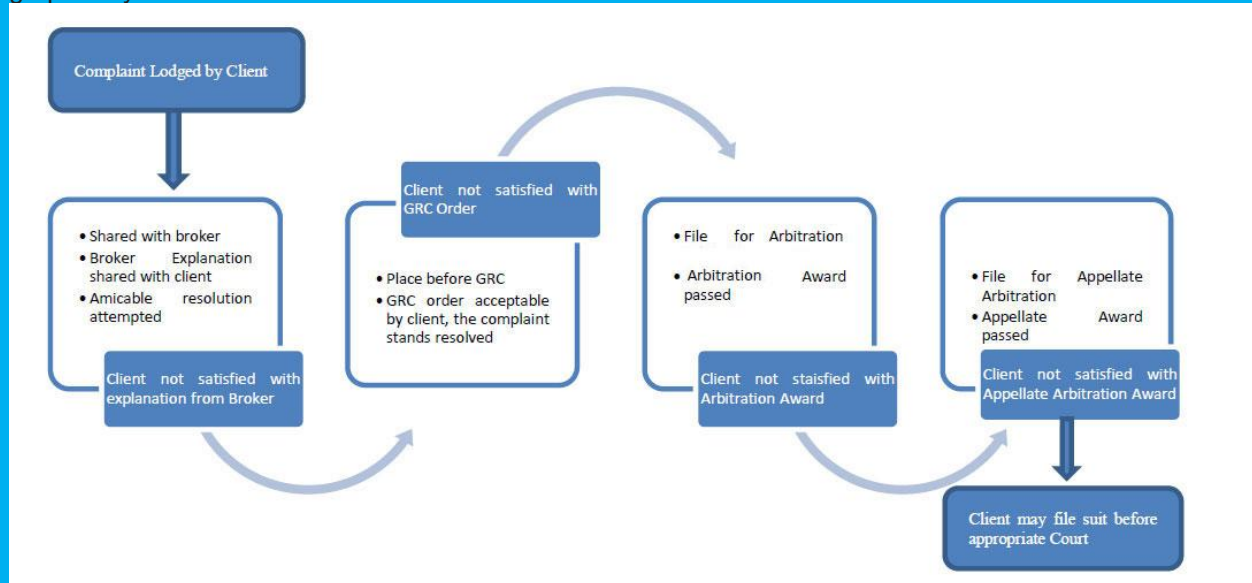 Complaint Lodged by Client
• Shared with broker
• Broker Explanation
shared with client
• Amicable resolution
attempted
Client not satisfied with
explanation from Broker
Client not satisfied with
GRC Order
• Place before GRC
• GRC order acceptable
by client, the complaint
stands resolved
• File for Arbitration
• Arbitration Award
passed
Client not staisfied with
Arbitration Award
• File for Appellate
Arbitration
• Appellate Award
passed
Client not satisfied with
Appellate Arbitration Award
Client may file suit before
appropriate Court